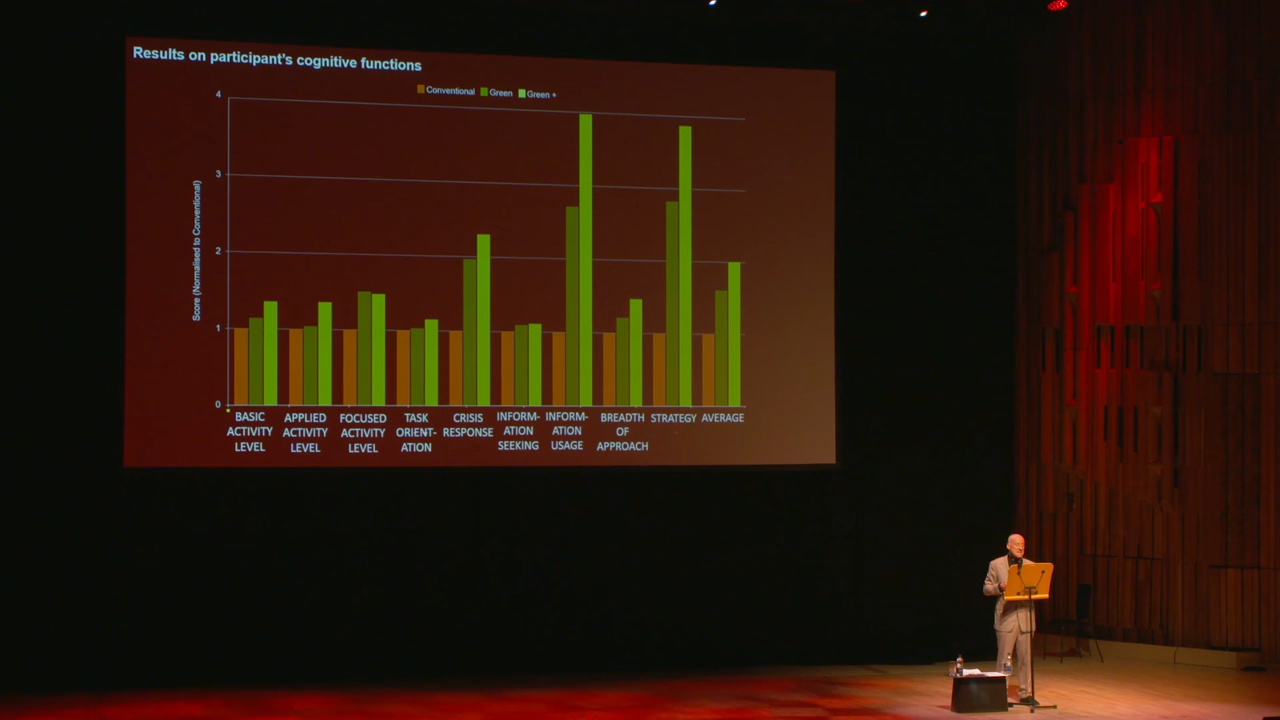 Results on participant's cognitive functions
Conventional Green Green +
4
3
2
1
0
Score (Normalised to Conventional)
BASIC ACTIVITY LEVEL
APPLIED ACTIVITY LEVEL
FOCUSED ACTIVITY LEVEL
TASK ORIENT-ATION
CRISIS RESPONSE
INFORM-ATION SEEKING
INFORM-ATION USAGE
BREADTH OF APPROACH
STRATEGY
AVERAGE